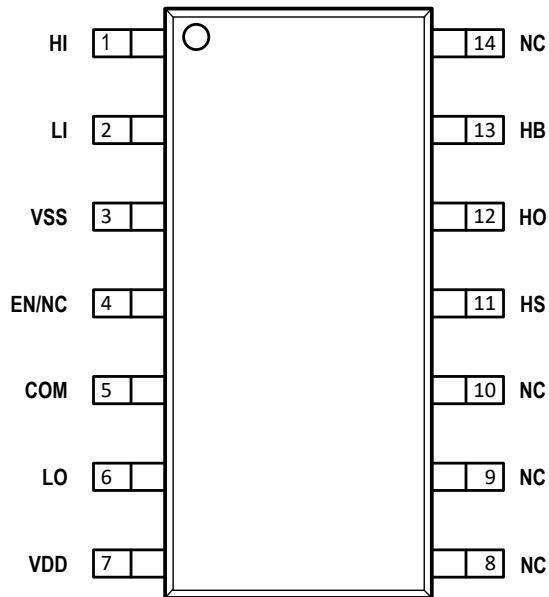 HI 1 14 NC
LI 2 13 HB
VSS 3 12 HO
EN/NC 4 11 HS
COM 5 10 NC
LO 6 9 NC
VDD 7 8 NC